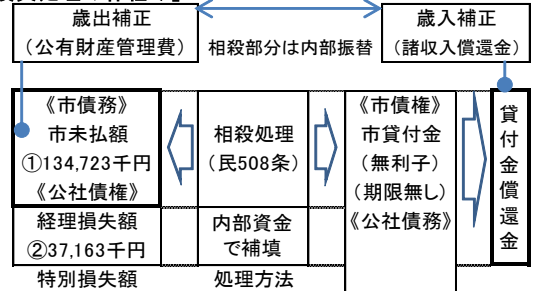 歳出補正
(公有財産管理費)
相殺部分は内部振替
歳入補正
(諸収入償還金)
《市債務》
市未払額
①134,723千円
《公社債権》
相殺処理
(民508条)
《市債権》
市貸付金
(無利子)
(期限無し)
《公社債務》
貸付金償還金
経理損失額
②37,163千円
内部資金
で補填
特別損失額
処理方法